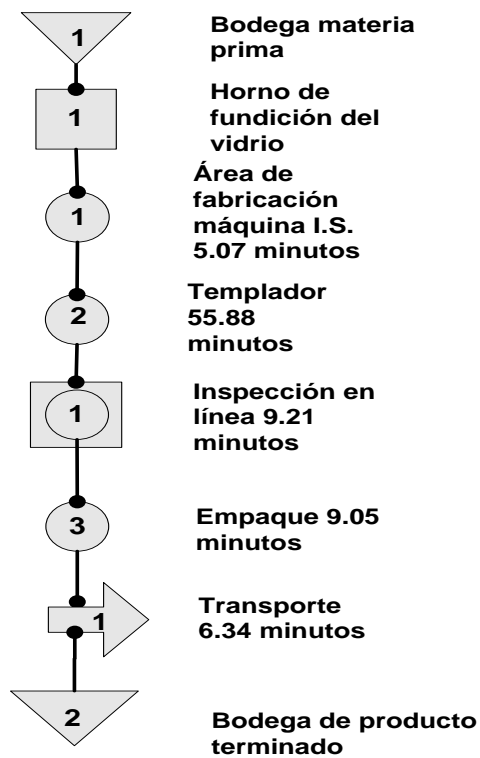 1
Bodega materia
prima
1
Horno de
fundición del
vidrio
1
Área de
fabricación
máquina I.S.
5.07 minutos
2
Templador
55.88
minutos
1
Inspección en
línea 9.21
minutos
3
Empaque 9.05
minutos
1
Transporte
6.34 minutos
2
Bodega de producto
terminado